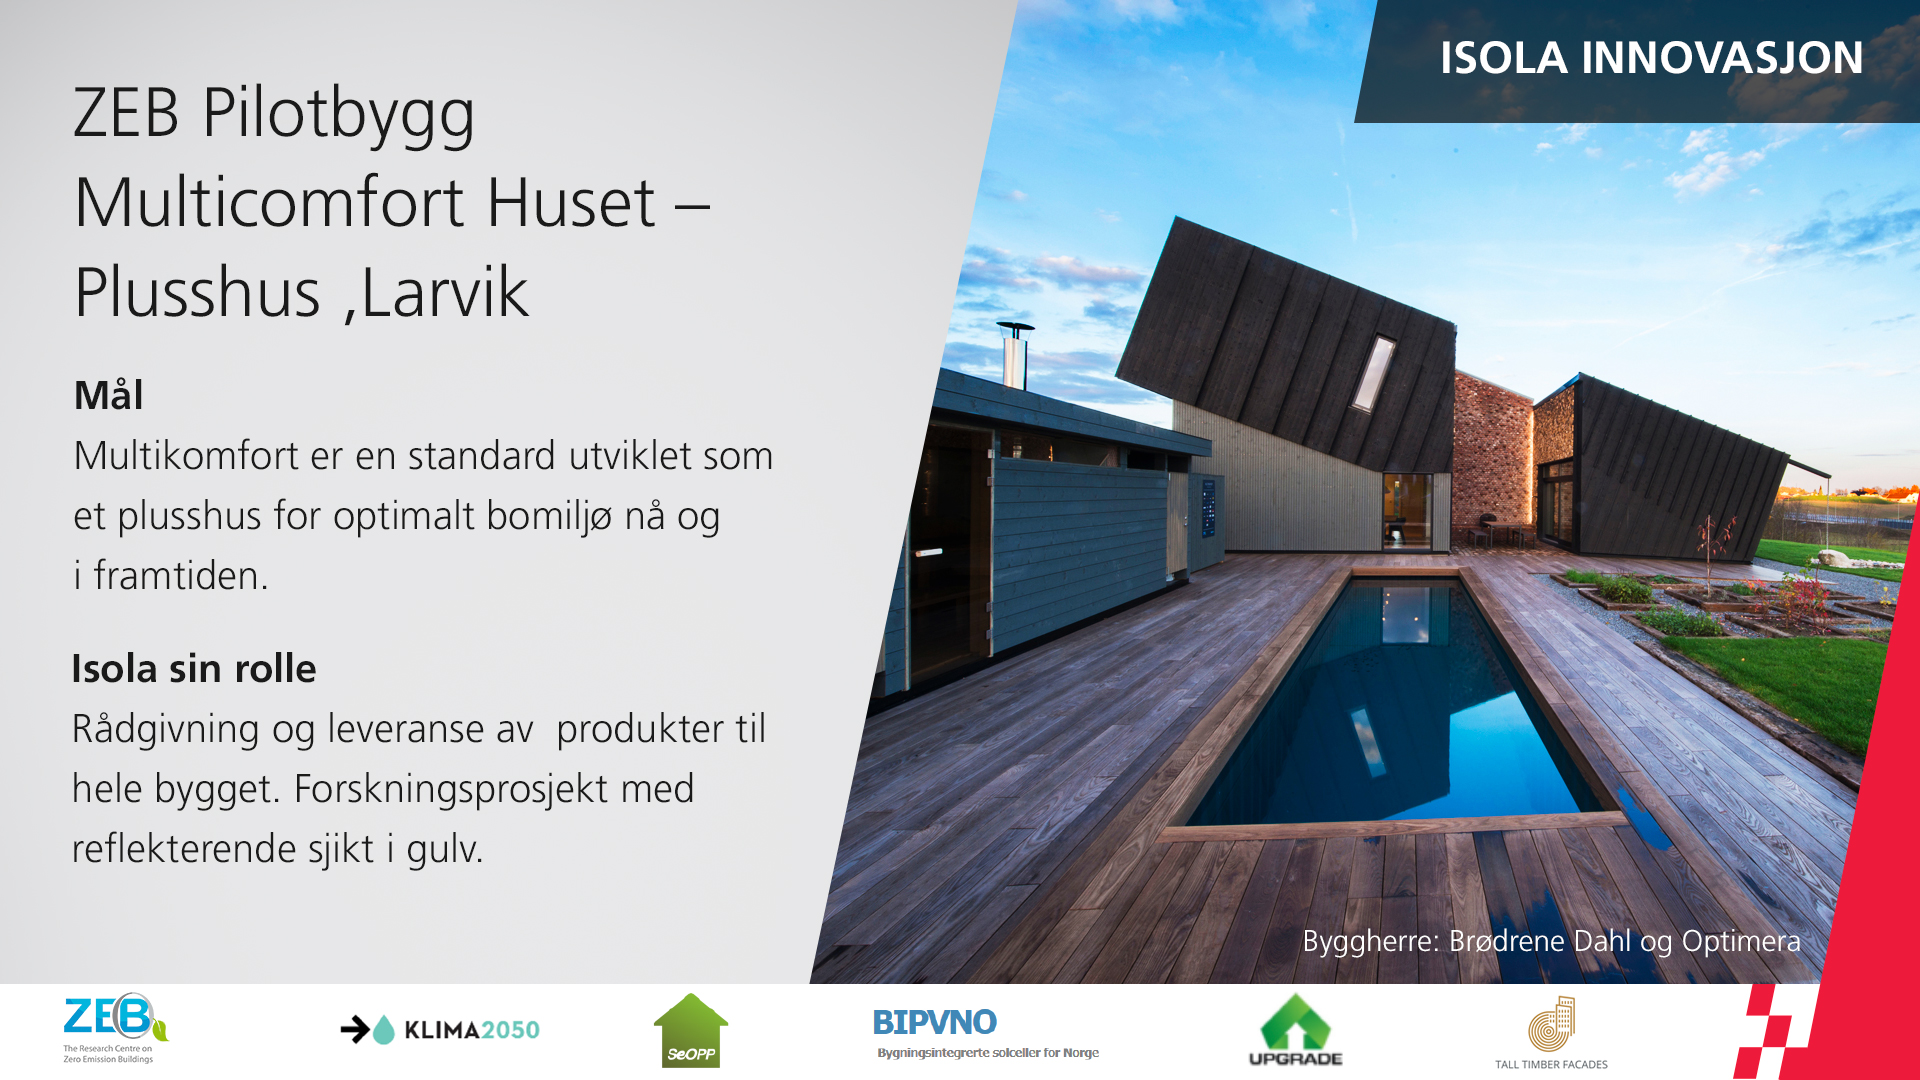 ISOLA INNOVASJON
ZEB Pilotbygg
Multicomfort Huset –
Plusshus ,Larvik
Mål
Multikomfort er en standard utviklet som
et plusshus for optimalt bomiljø nå og
i framtiden.
Isola sin rolle
Rådgivning og leveranse av  produkter til
hele bygget. Forskningsprosjekt med
reflekterende sjikt i gulv.
Byggherre: Brødrene Dahl og Optimera
ZEB
The Research Centre on
Zero Emission Buildings
KLIMA2050
SeOPP
BIPVNO
Bygningsintegrerte solceller for Norge
UPGRADE
TALL TIMBER FACADES